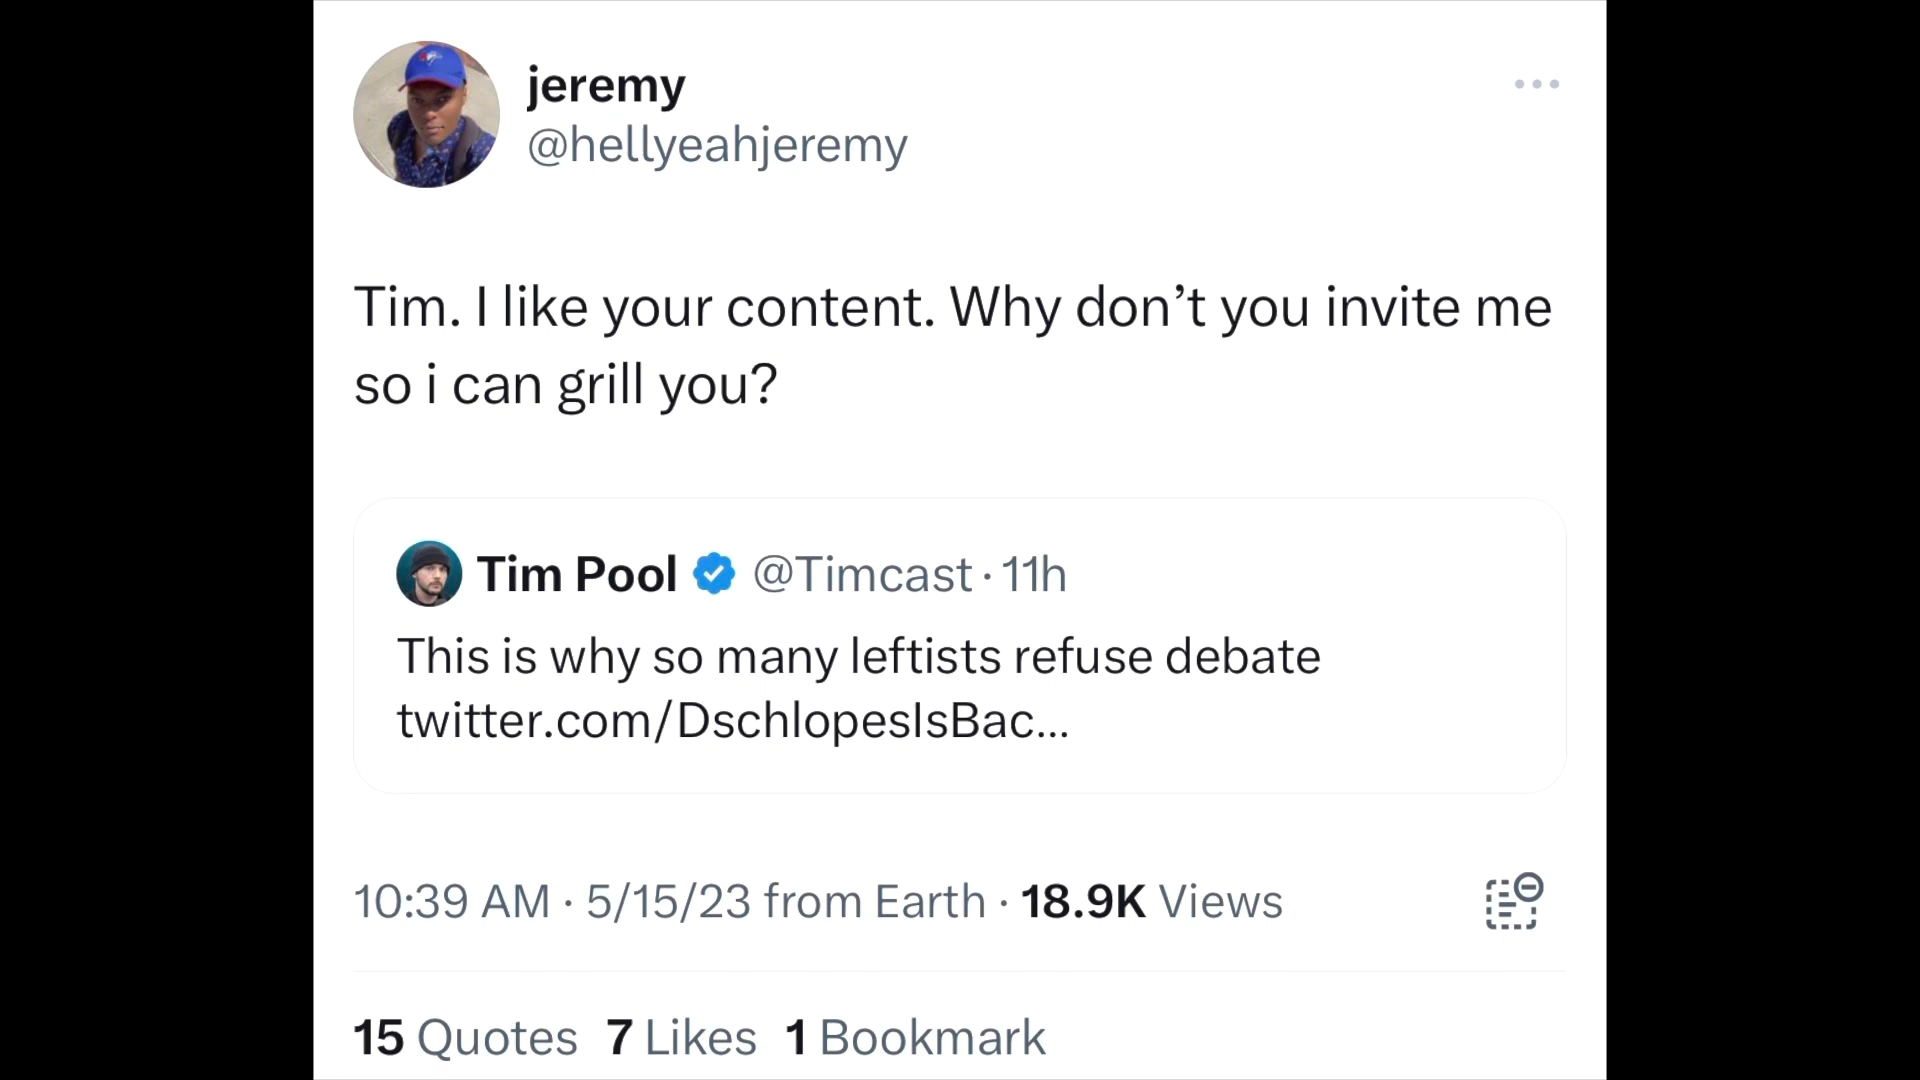 jeremy
@hellyeahjeremy
Tim. I like your content. Why don’t you invite me
so i can grill you?
Tim Pool @Timcast · 11h
This is why so many leftists refuse debate
twitter.com/DschlopesIsBac...
10:39 AM · 5/15/23 from Earth · 18.9K Views
15 Quotes 7 Likes 1 Bookmark